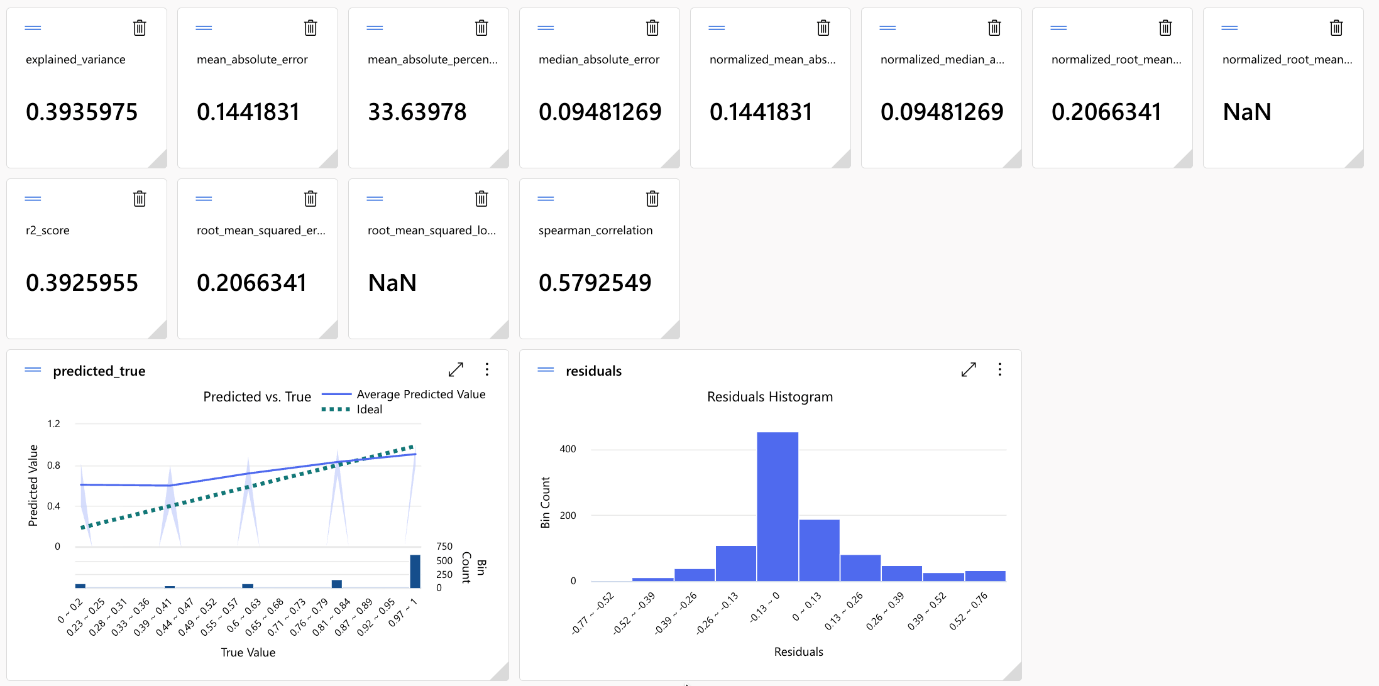 explained_variance
mean_absolute_error
mean_absolute_percen...
median_absolute_error
normalized_mean_abs...
normalized_median_a...
normalized_root_mean...
normalized_root_mean...
0.3935975
0.1441831
33.63978
0.09481269
0.1441831
0.09481269
0.2066341
NaN
r2_score
root_mean_squared_er...
root_mean_squared_lo...
spearman_correlation
0.3925955
0.2066341
NaN
0.5792549
predicted_true
Predicted vs. True
Average Predicted Value
Ideal
Predicted Value
1.2
0.8
0.4
0
750
500
250
0
Bin
Count
0 ~ 0.2
0.23 ~ 0.25
0.28 ~ 0.31
0.33 ~ 0.36
0.39 ~ 0.41
0.44 ~ 0.47
0.49 ~ 0.52
0.55 ~ 0.57
0.6 ~ 0.63
0.65 ~ 0.68
0.71 ~ 0.73
0.76 ~ 0.79
0.81 ~ 0.84
0.87 ~ 0.89
0.92 ~ 0.95
0.97 ~ 1
True Value
residuals
Residuals Histogram
Bin Count
400
200
0
-0.77 ~ -0.52
-0.52 ~ -0.39
-0.39 ~ -0.26
-0.26 ~ -0.13
-0.13 ~ 0
0 ~ 0.13
0.13 ~ 0.26
0.26 ~ 0.39
0.39 ~ 0.52
0.52 ~ 0.76
Residuals